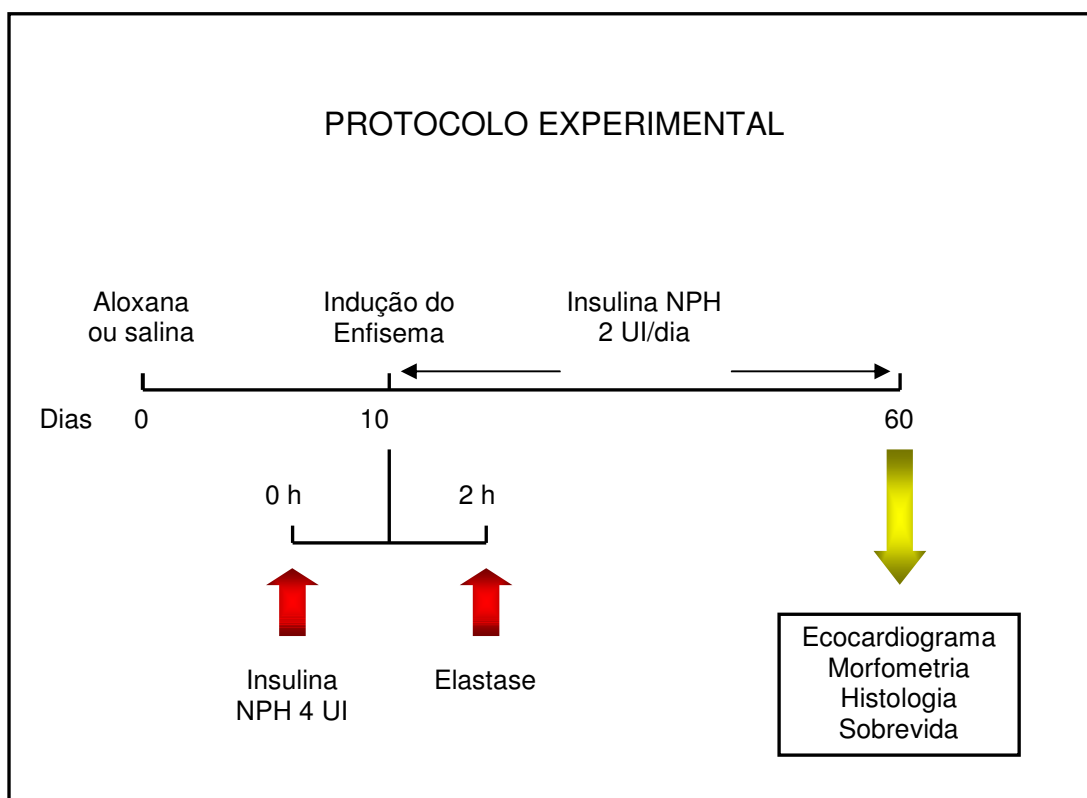 PROTOCOLO EXPERIMENTAL
Aloxana
ou salina
Indução do
Enfisema
Insulina NPH
2 UI/dia
Dias 0 10 60
0 h 2 h
Insulina
NPH 4 UI
Elastase
Ecocardiograma
Morfometria
Histologia
Sobrevida